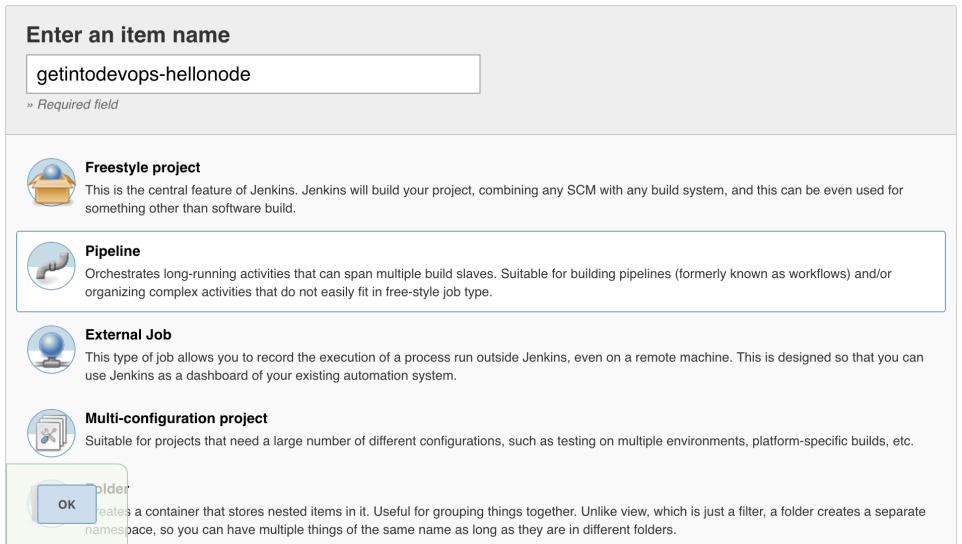 Enter an item name
getintodevops-hellonode
» Required field
Freestyle project
This is the central feature of Jenkins. Jenkins will build your project, combining any SCM with any build system, and this can be even used for
something other than software build.
Pipeline
Orchestrates long-running activities that can span multiple build slaves. Suitable for building pipelines (formerly known as workflows) and/or
organizing complex activities that do not easily fit in free-style job type.
External Job
This type of job allows you to record the execution of a process run outside Jenkins, even on a remote machine. This is designed so that you can
use Jenkins as a dashboard of your existing automation system.
Multi-configuration project
Suitable for projects that need a large number of different configurations, such as testing on multiple environments, platform-specific builds, etc.
Folder
OK
Creates a container that stores nested items in it. Useful for grouping things together. Unlike view, which is just a filter, a folder creates a separate
namespace, so you can have multiple things of the same name as long as they are in different folders.